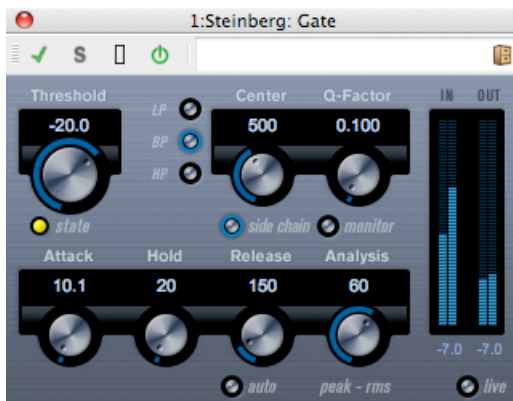 1:Steinberg: Gate
S
Threshold
Center
Q-Factor
IN
OUT
-20.0
LP
500
0.100
BP
HP
state
side chain
monitor
Attack
Hold
Release
Analysis
10.1
20
150
60
-7.0
-7.0
auto
peak - rms
live